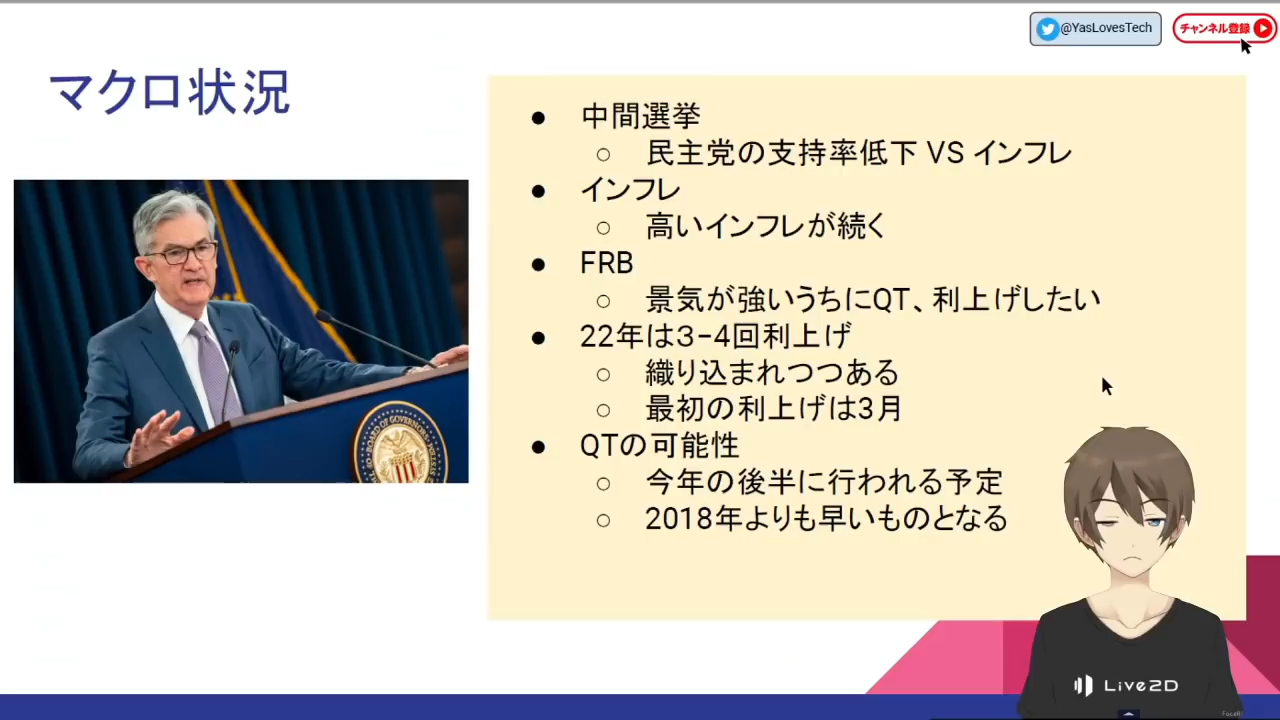 @YasLovesTech
チャンネル登録
マクロ状況
● 中間選挙
○ 民主党の支持率低下 VS インフレ
● インフレ
○ 高いインフレが続く
● FRB
○ 景気が強いうちにQT、利上げしたい
● 22年は3-4回利上げ
○ 織り込まれつつある
○ 最初の利上げは3月
● QTの可能性
○ 今年の後半に行われる予定
○ 2018年よりも早いものとなる
BOARD OF GOVERNORS
Live2D